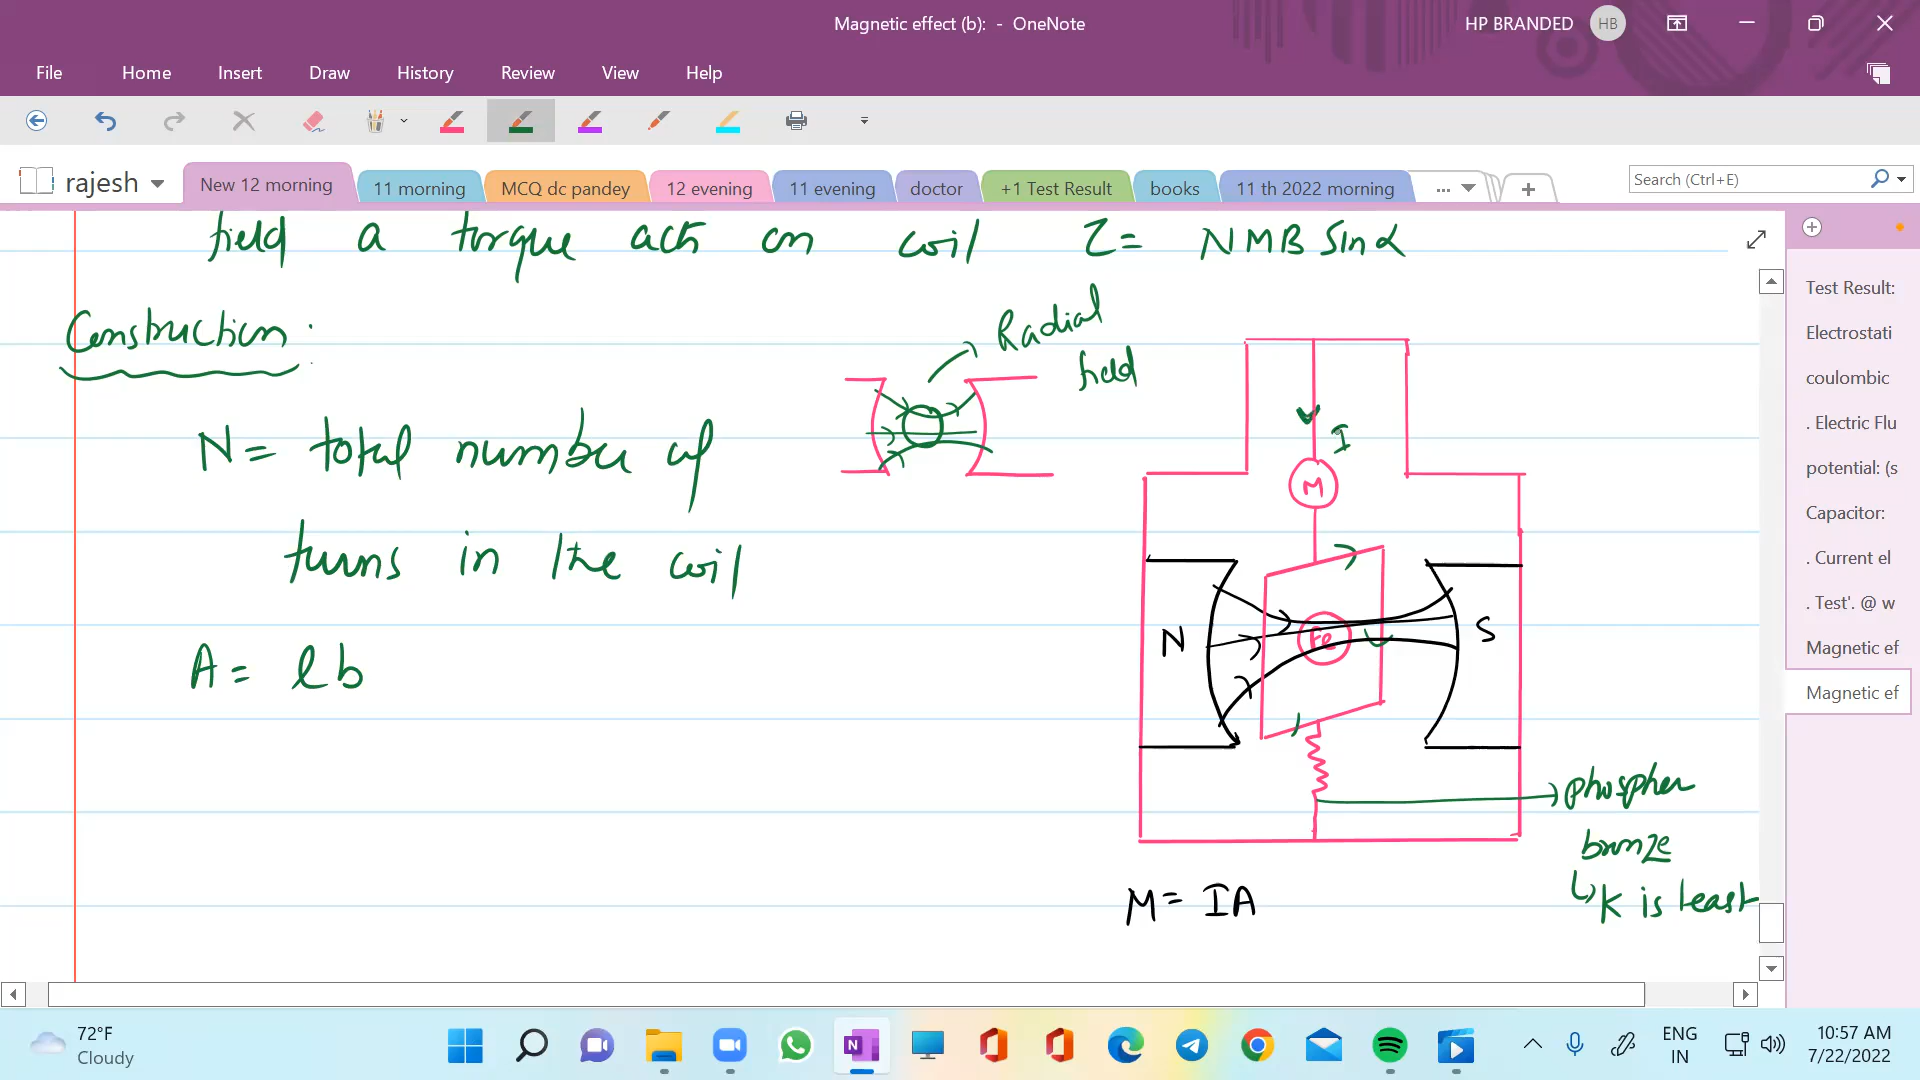 Magnetic effect (b): - OneNote
HP BRANDED
HB
File Home Insert Draw History Review View Help
rajesh
New 12 morning
11 morning
MCQ dc pandey
12 evening
11 evening
doctor
+1 Test Result
books
11 th 2022 morning
...
Search (Ctrl+E)
field a torque acts on coil τ = NMB Sinα
Construction:
Radial
field
N = total number of
turns in the coil
A = lb
I
M
N
Fe
S
phospher
bronze
K is least
M = IA
Test Result:
Electrostati
coulombic
. Electric Flu
potential: (s
Capacitor:
. Current el
. Test'. @ w
Magnetic ef
Magnetic ef
72°F
Cloudy
ENG
IN
10:57 AM
7/22/2022